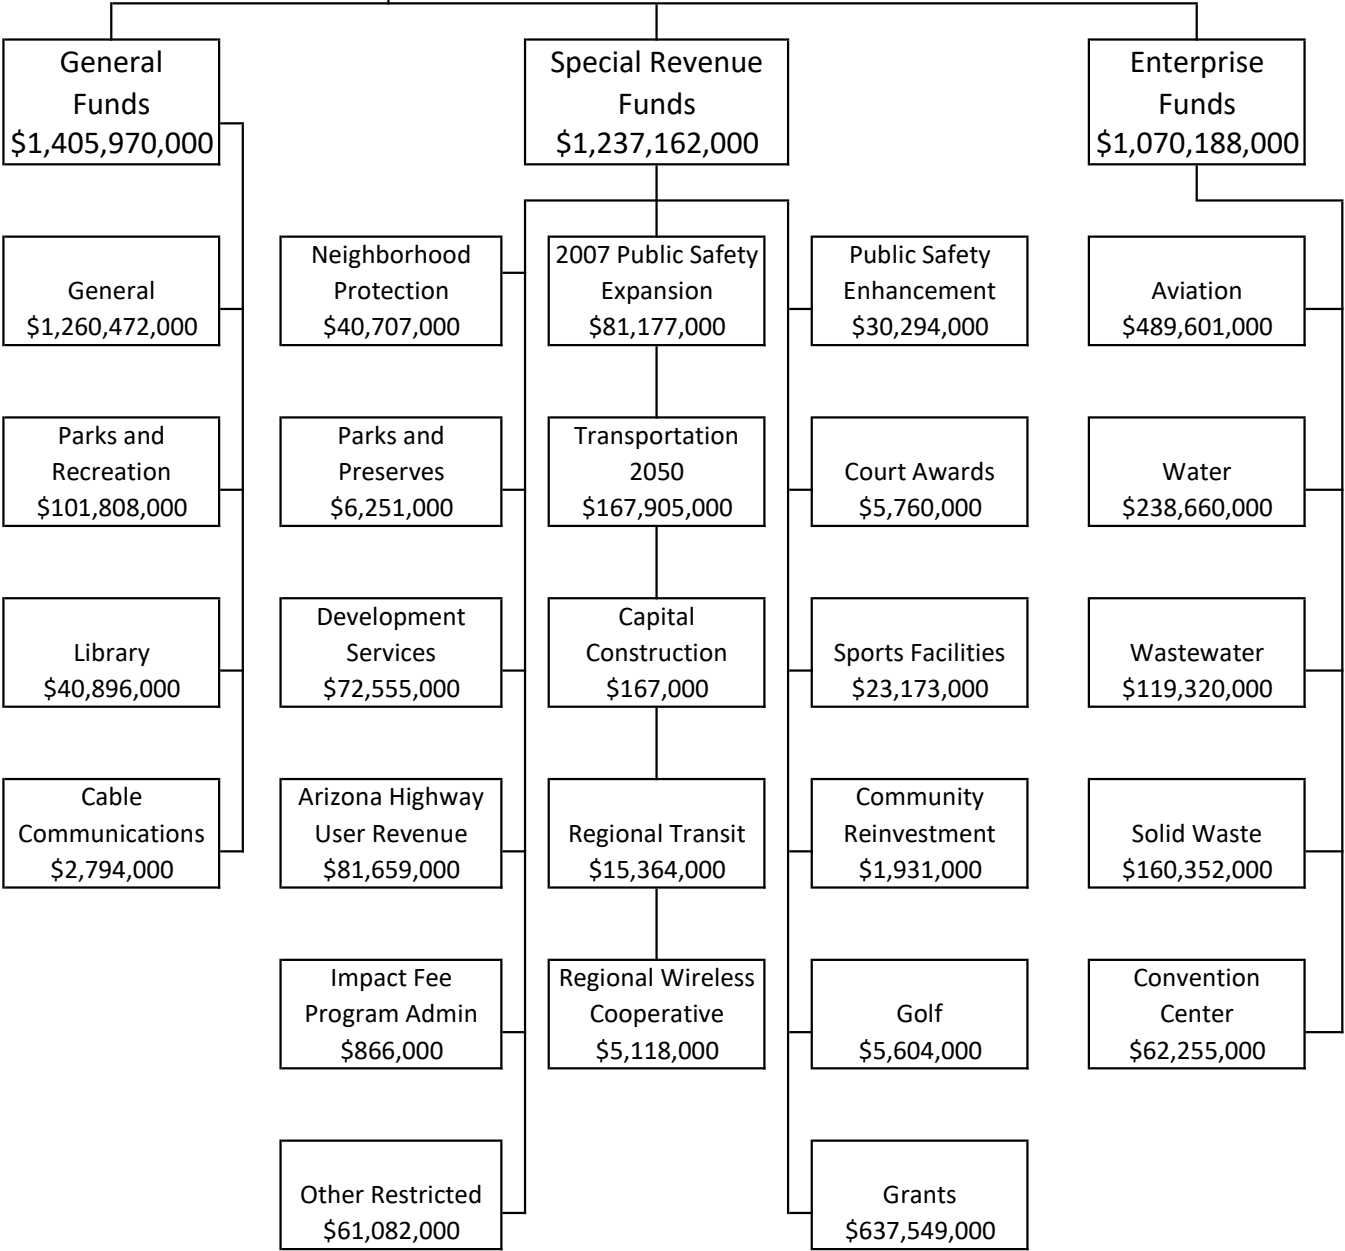 General
Funds
$1,405,970,000
Special Revenue
Funds
$1,237,162,000
Enterprise
Funds
$1,070,188,000
General
$1,260,472,000
Neighborhood
Protection
$40,707,000
2007 Public Safety
Expansion
$81,177,000
Public Safety
Enhancement
$30,294,000
Aviation
$489,601,000
Parks and
Recreation
$101,808,000
Parks and
Preserves
$6,251,000
Transportation
2050
$167,905,000
Court Awards
$5,760,000
Water
$238,660,000
Library
$40,896,000
Development
Services
$72,555,000
Capital
Construction
$167,000
Sports Facilities
$23,173,000
Wastewater
$119,320,000
Cable
Communications
$2,794,000
Arizona Highway
User Revenue
$81,659,000
Regional Transit
$15,364,000
Community
Reinvestment
$1,931,000
Solid Waste
$160,352,000
Impact Fee
Program Admin
$866,000
Regional Wireless
Cooperative
$5,118,000
Golf
$5,604,000
Convention
Center
$62,255,000
Other Restricted
$61,082,000
Grants
$637,549,000